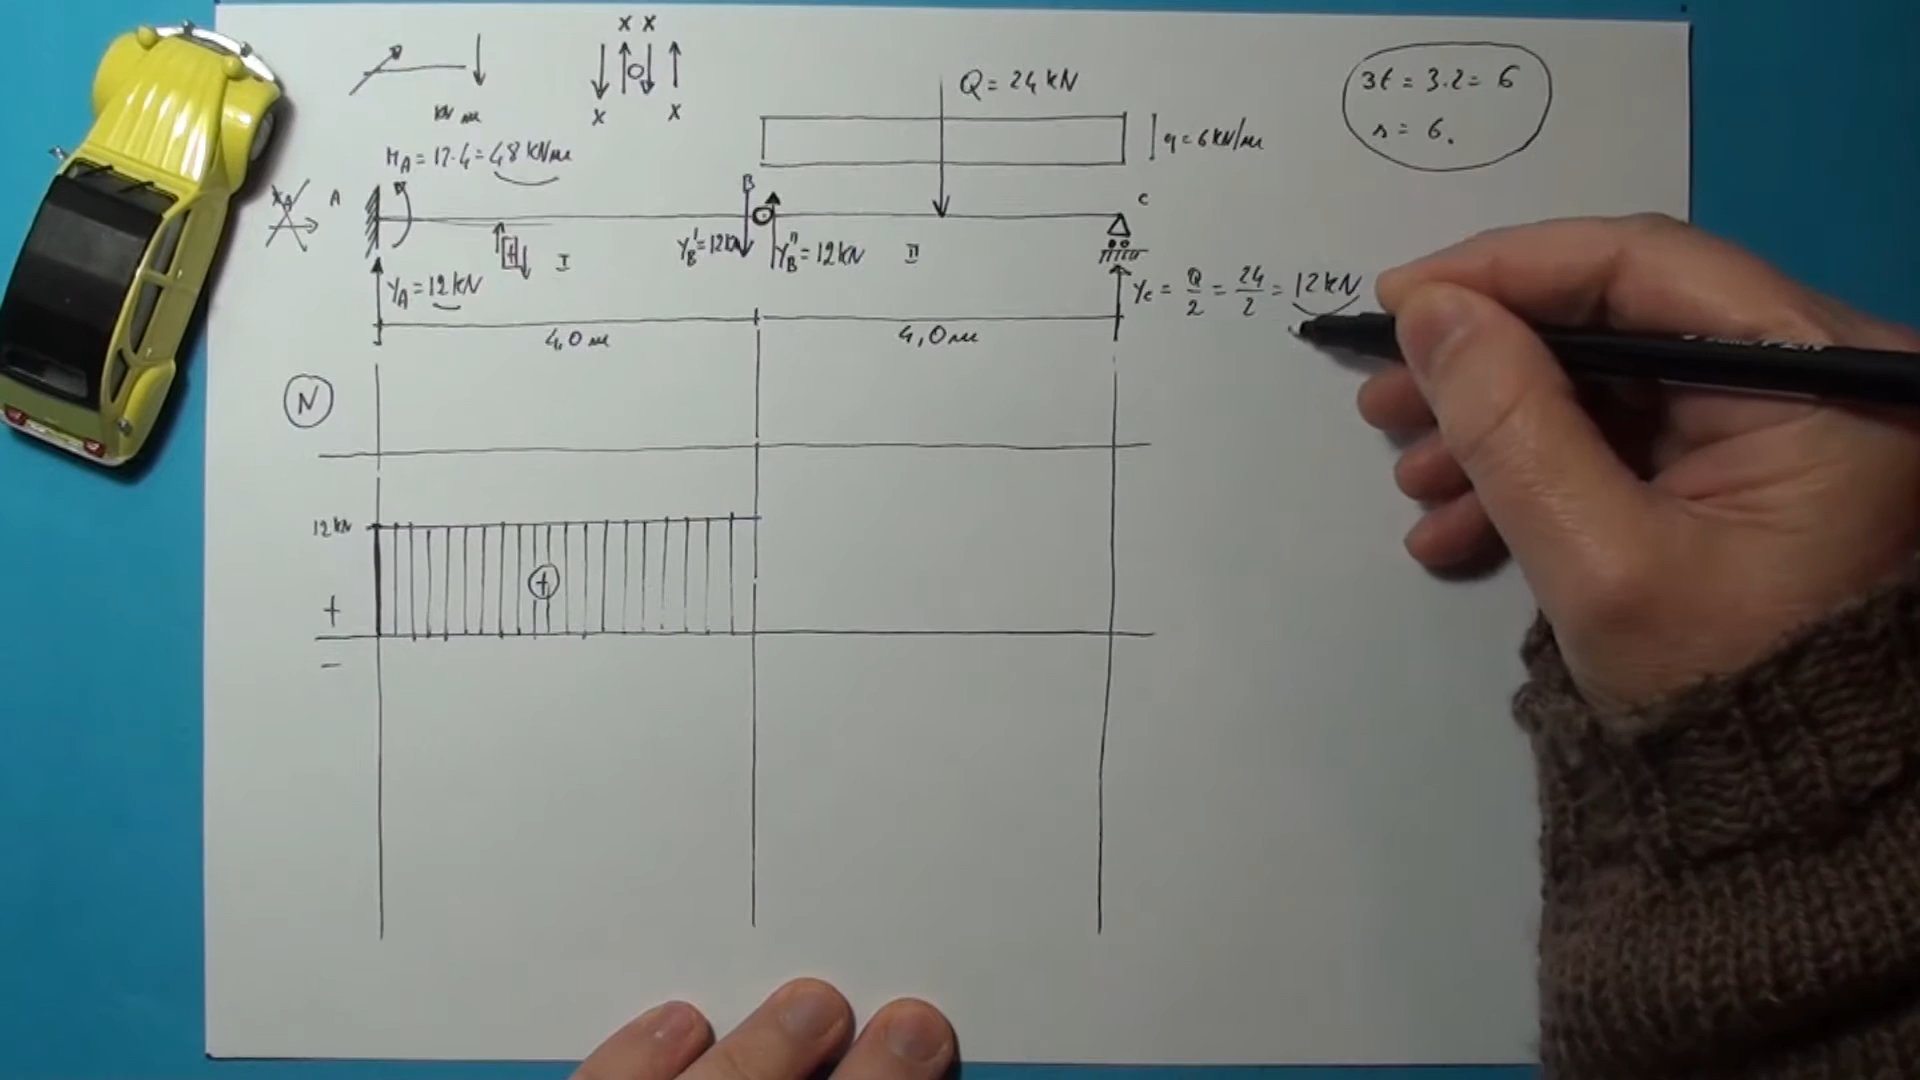 x x
x x
kN m
Q = 24 kN
q = 6 kN/m
3t = 3·2 = 6
s = 6.
M_A = 12·4 = 48 kNm
X_A
A
B
C
Y_B' = 12 kN
Y_B'' = 12 kN
I
II
Y_A = 12 kN
Y_C = Q/2 = 24/2 = 12 kN
4,0 m
4,0 m
N
12 kN
+
+
−